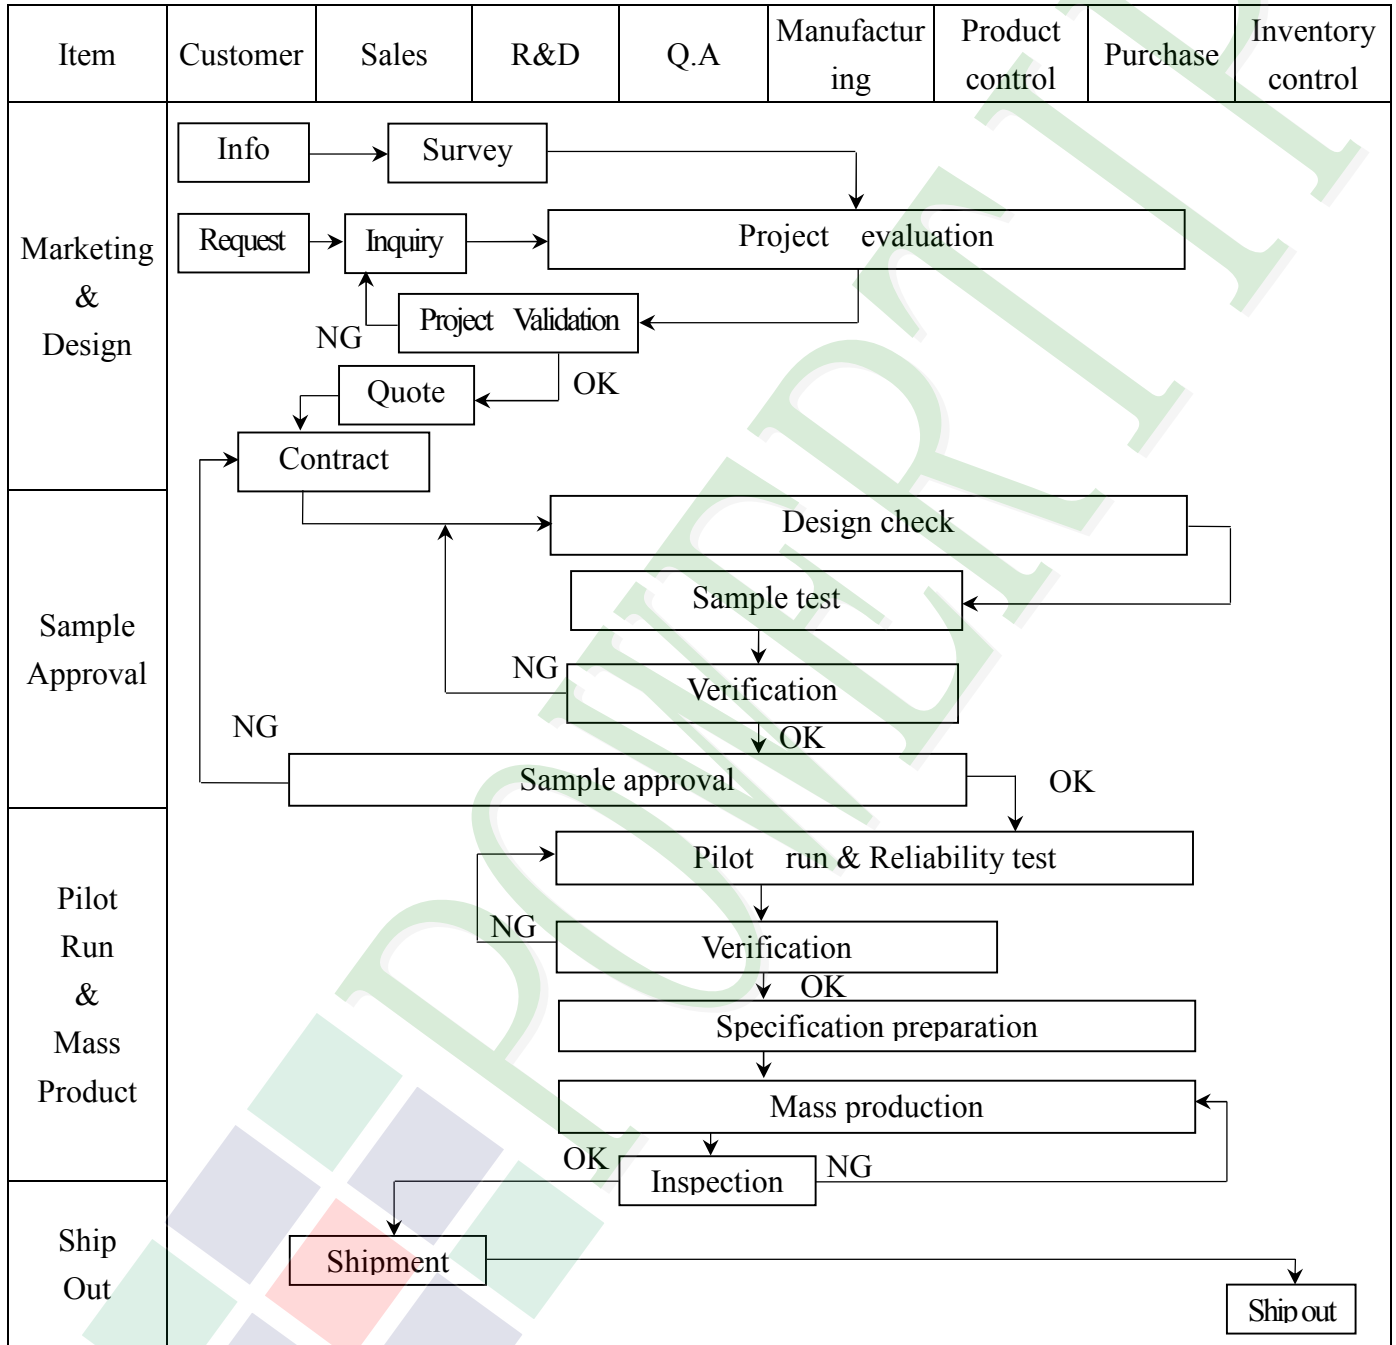 Item
Customer
Sales
R&D
Q.A
Manufactur
ing
Product
control
Purchase
Inventory
control
Marketing
&
Design
Info
Survey
Request
Inquiry
Project evaluation
NG
Project Validation
Quote
OK
Contract
Sample
Approval
Design check
Sample test
NG
Verification
NG
OK
Sample approval
OK
Pilot
Run
&
Mass
Product
Pilot run & Reliability test
NG
Verification
OK
Specification preparation
Mass production
OK
Inspection
NG
Ship
Out
Shipment
Ship out
POWERTIP